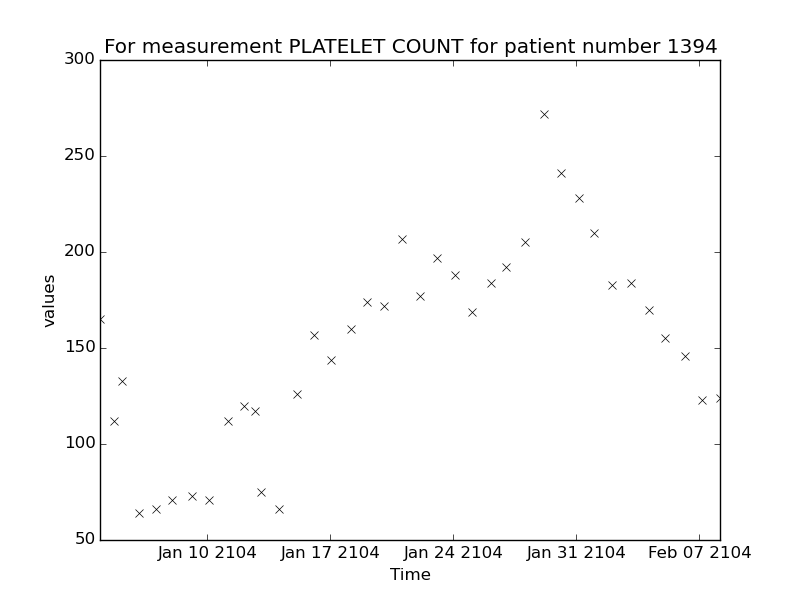 For measurement PLATELET COUNT for patient number 1394
300
250
200
150
100
50
values
Jan 10 2104 Jan 17 2104 Jan 24 2104 Jan 31 2104 Feb 07 2104
Time